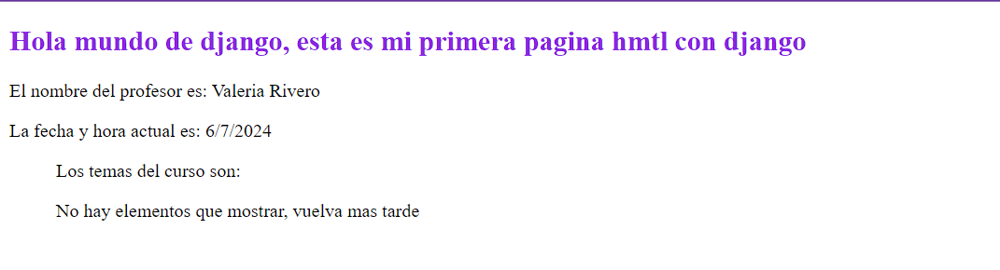 Hola mundo de django, esta es mi primera pagina hmtl con django
El nombre del profesor es: Valeria Rivero
La fecha y hora actual es: 6/7/2024
Los temas del curso son:
No hay elementos que mostrar, vuelva mas tarde